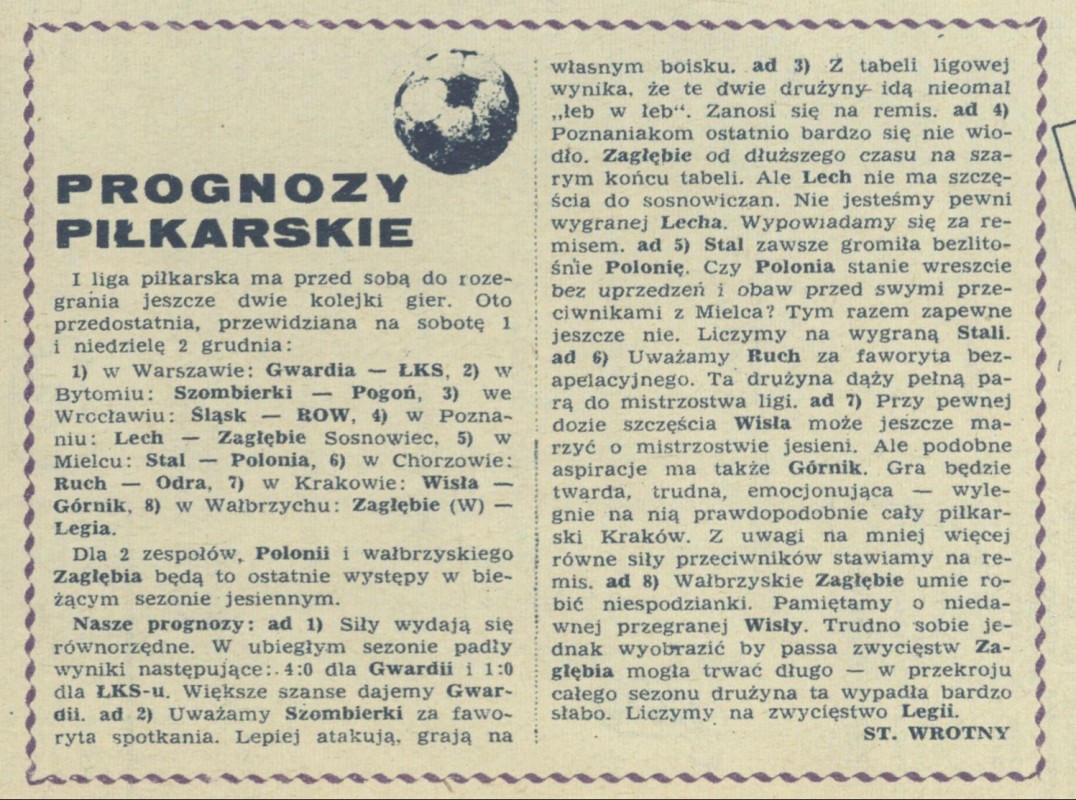 PROGNOZY
PIŁKARSKIE
I liga piłkarska ma przed sobą do roze-
grania jeszcze dwie kolejki gier. Oto
przedostatnia, przewidziana na sobotę 1
i niedzielę 2 grudnia:
1) w Warszawie: Gwardia — ŁKS, 2) w
Bytomiu: Szombierki — Pogoń, 3) we
Wrocławiu: Śląsk — ROW, 4) w Pozna-
niu: Lech — Zagłębie Sosnowiec, 5) w
Mielcu: Stal — Polonia, 6) w Chorzowie:
Ruch — Odra, 7) w Krakowie: Wisła —
Górnik, 8) w Wałbrzychu: Zagłębie (W) —
Legia.
Dla 2 zespołów, Polonii i wałbrzyskiego
Zagłębia będą to ostatnie występy w bie-
żącym sezonie jesiennym.
Nasze prognozy: ad 1) Siły wydają się
równorzędne. W ubiegłym sezonie padły
wyniki następujące: 4:0 dla Gwardii i 1:0
dla ŁKS-u. Większe szanse dajemy Gwar-
dii. ad 2) Uważamy Szombierki za fawo-
ryta spotkania. Lepiej atakują, grają na
własnym boisku. ad 3) Z tabeli ligowej
wynika, że te dwie drużyny idą nieomal
„łeb w łeb“. Zanosi się na remis. ad 4)
Poznaniakom ostatnio bardzo się nie wio-
dło. Zagłębie od dłuższego czasu na sza-
rym końcu tabeli. Ale Lech nie ma szczę-
ścia do sosnowiczan. Nie jesteśmy pewni
wygranej Lecha. Wypowiadamy się za re-
misem. ad 5) Stal zawsze gromiła bezlito-
śnie Polonię. Czy Polonia stanie wreszcie
bez uprzedzeń i obaw przed swymi prze-
ciwnikami z Mielca? Tym razem zapewne
jeszcze nie. Liczymy na wygraną Stali.
ad 6) Uważamy Ruch za faworyta bez-
apelacyjnego. Ta drużyna dąży pełną pa-
rą do mistrzostwa ligi. ad 7) Przy pewnej
dozie szczęścia Wisła może jeszcze ma-
rzyć o mistrzostwie jesieni. Ale podobne
aspiracje ma także Górnik. Gra będzie
twarda, trudna, emocjonująca — wyle-
gnie na nią prawdopodobnie cały piłkar-
ski Kraków. Z uwagi na mniej więcej
równe siły przeciwników stawiamy na re-
mis. ad 8) Wałbrzyskie Zagłębie umie ro-
bić niespodzianki. Pamiętamy o nieda-
wnej przegranej Wisły. Trudno sobie je-
dnak wyobrazić by passa zwycięstw Za-
głębia mogła trwać długo — w przekroju
całego sezonu drużyna ta wypadła bardzo
słabo. Liczymy na zwycięstwo Legii.
ST. WROTNY